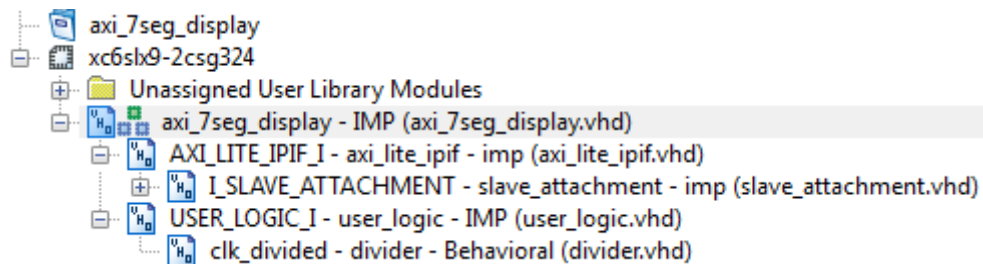 axi_7seg_display
xc6slx9-2csg324
Unassigned User Library Modules
axi_7seg_display - IMP (axi_7seg_display.vhd)
AXI_LITE_IPIF_I - axi_lite_ipif - imp (axi_lite_ipif.vhd)
I_SLAVE_ATTACHMENT - slave_attachment - imp (slave_attachment.vhd)
USER_LOGIC_I - user_logic - IMP (user_logic.vhd)
clk_divided - divider - Behavioral (divider.vhd)